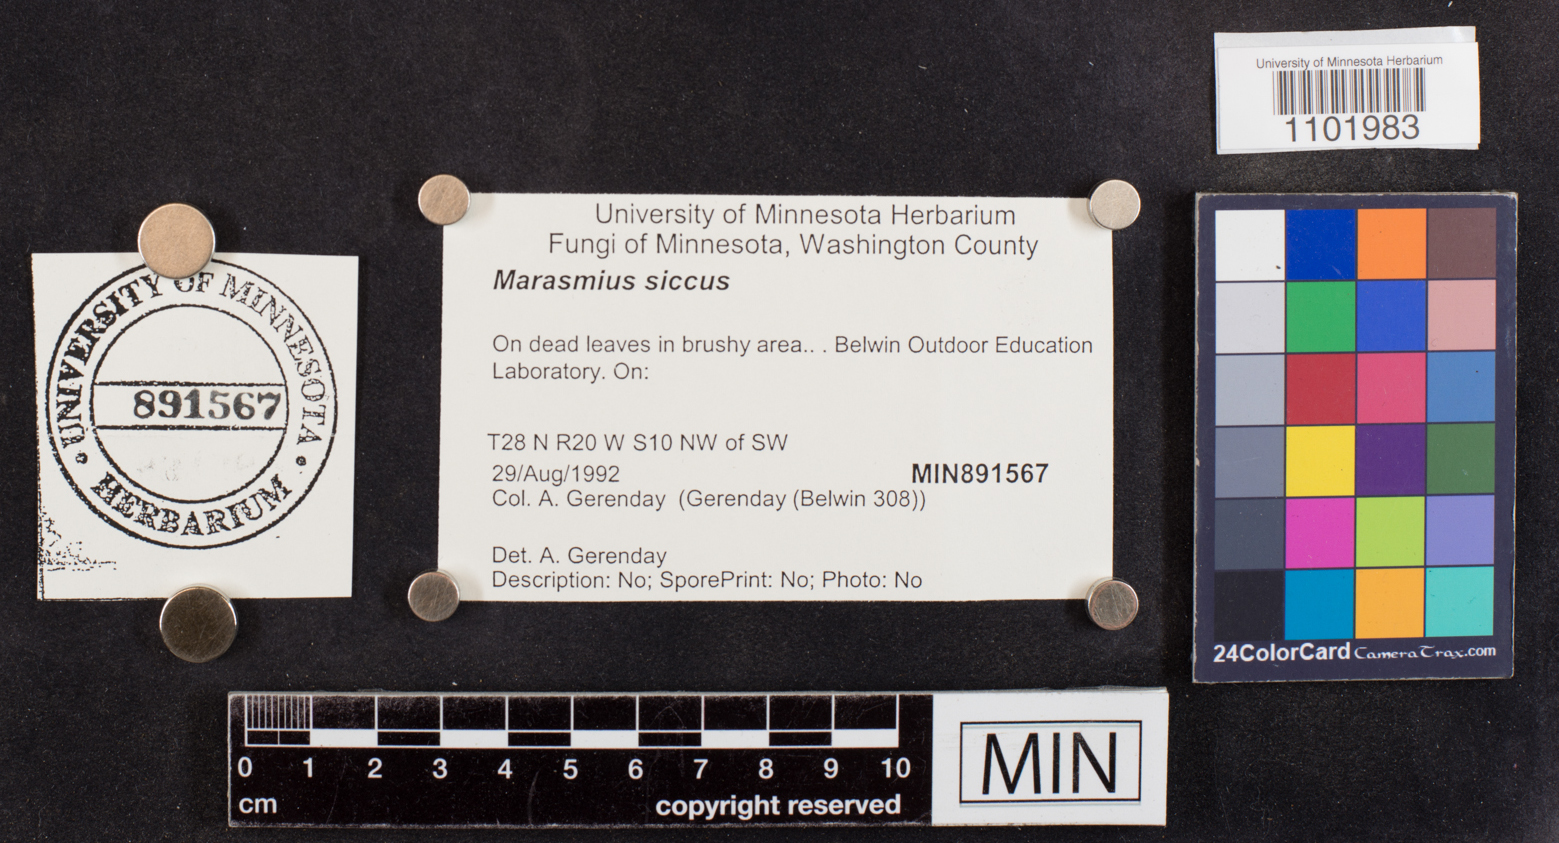 University of Minnesota Herbarium
1101983
University of Minnesota Herbarium
Fungi of Minnesota, Washington County
Marasmius siccus
On dead leaves in brushy area.. . Belwin Outdoor Education
Laboratory. On:
T28 N R20 W S10 NW of SW
29/Aug/1992
MIN891567
Col. A. Gerenday (Gerenday (Belwin 308))
Det. A. Gerenday
Description: No; SporePrint: No; Photo: No
UNIVERSITY OF MINNESOTA
891567
• HERBARIUM •
24ColorCard CameraTrax.com
0 1 2 3 4 5 6 7 8 9 10
cm
copyright reserved
MIN